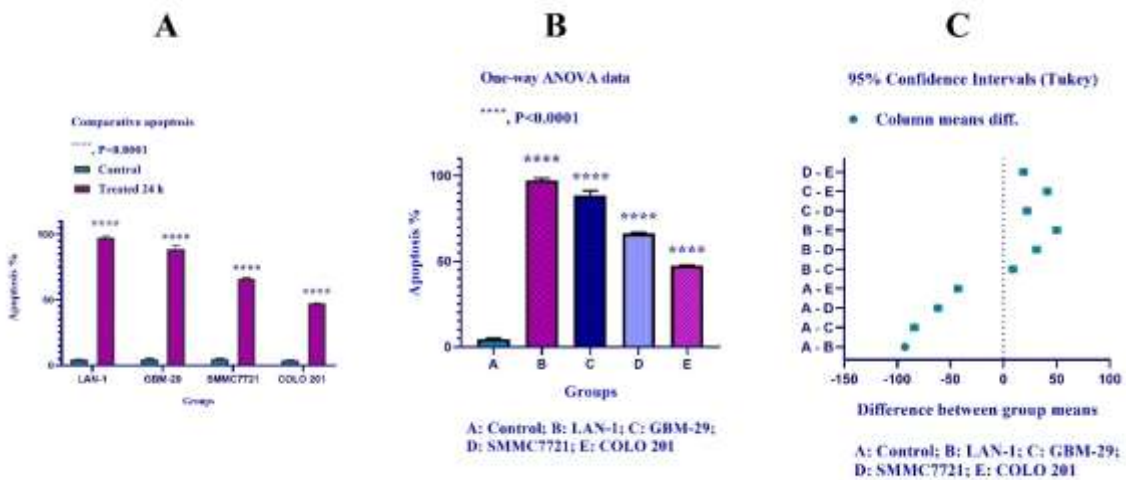 A
Comparative apoptosis
****, P<0.0001
Control
Treated 24 h
Apoptosis %
100
50
0
****
****
****
****
LAN-1
GBM-29
SMMC7721
COLO 201
Groups
B
One-way ANOVA data
****, P<0.0001
Apoptosis %
100
50
0
****
****
****
****
A
B
C
D
E
Groups
A: Control; B: LAN-1; C: GBM-29;
D: SMMC7721; E: COLO 201
C
95% Confidence Intervals (Tukey)
Column means diff.
D - E
C - E
C - D
B - E
B - D
B - C
A - E
A - D
A - C
A - B
-150
-100
-50
0
50
100
Difference between group means
A: Control; B: LAN-1; C: GBM-29;
D: SMMC7721; E: COLO 201